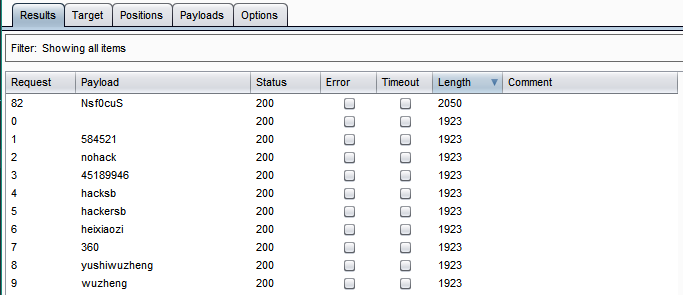 Results Target Positions Payloads Options
Filter: Showing all items
Request Payload Status Error Timeout Length Comment
82 Nsf0cuS 200 2050
0 200 1923
1 584521 200 1923
2 nohack 200 1923
3 45189946 200 1923
4 hacksb 200 1923
5 hackersb 200 1923
6 heixiaozi 200 1923
7 360 200 1923
8 yushiwuzheng 200 1923
9 wuzheng 200 1923